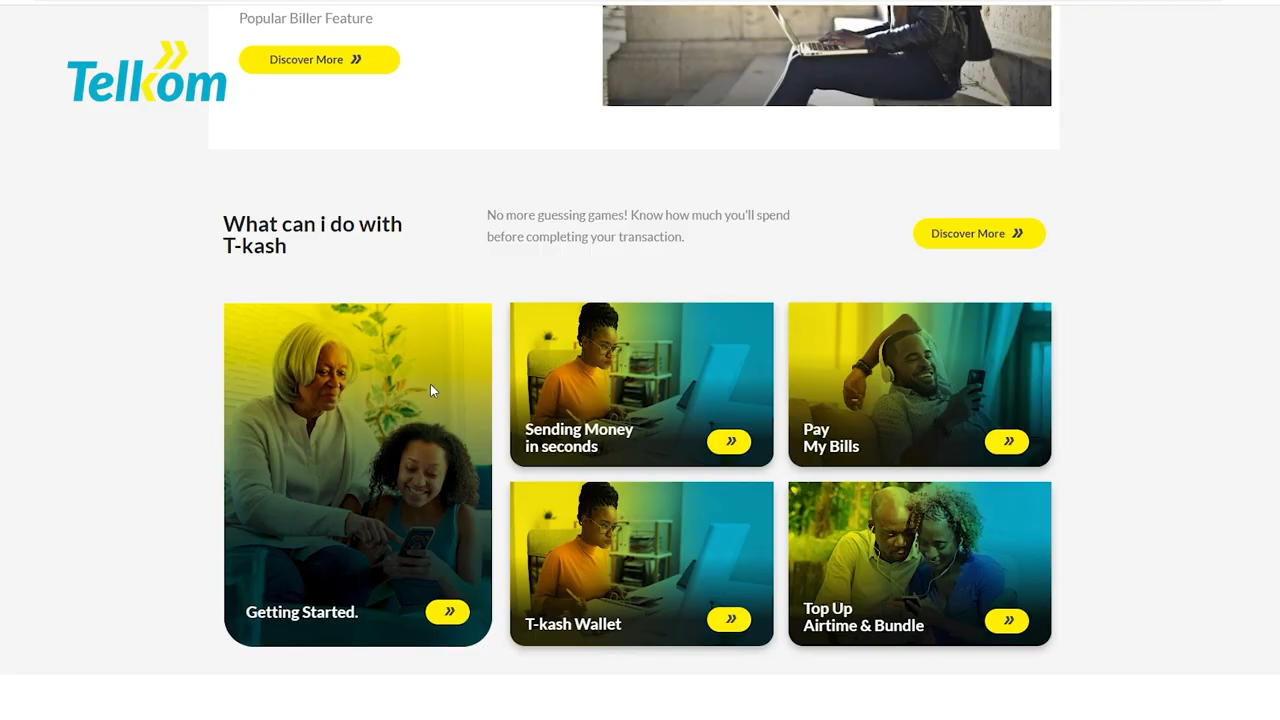 Popular Biller Feature
Telkom
Discover More
What can i do with
T-kash
No more guessing games! Know how much you'll spend
before completing your transaction.
Discover More
Sending Money
in seconds
Pay
My Bills
Getting Started.
T-kash Wallet
Top Up
Airtime & Bundle